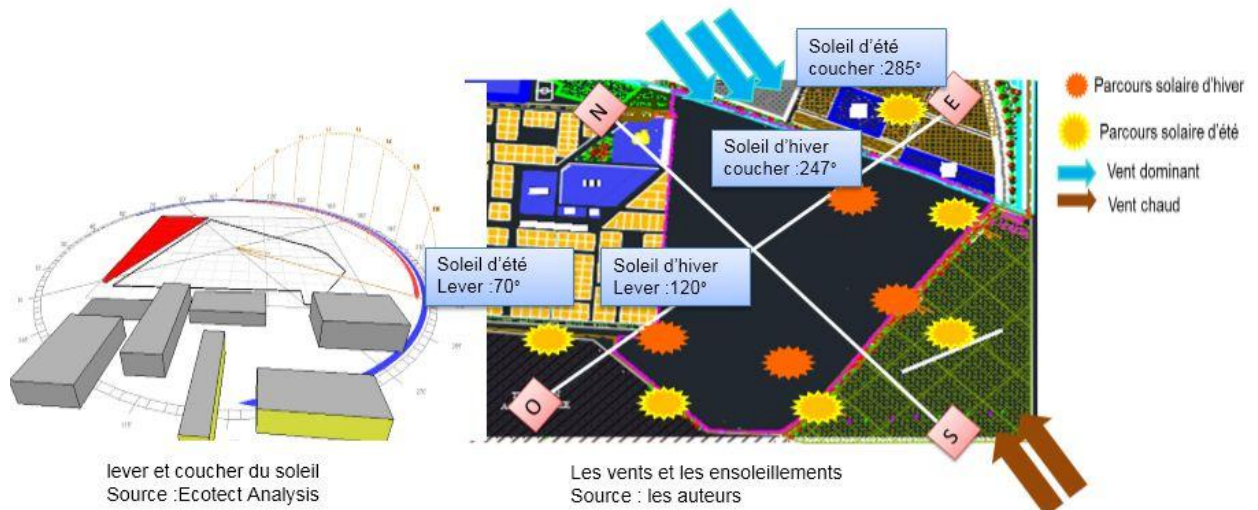 Soleil d'été
coucher :285°
N
E
Soleil d'hiver
coucher :247°
Soleil d'été
Lever :70°
Soleil d'hiver
Lever :120°
O
S
Parcours solaire d'hiver
Parcours solaire d'été
Vent dominant
Vent chaud
lever et coucher du soleil
Source :Ecotect Analysis
Les vents et les ensoleillements
Source : les auteurs